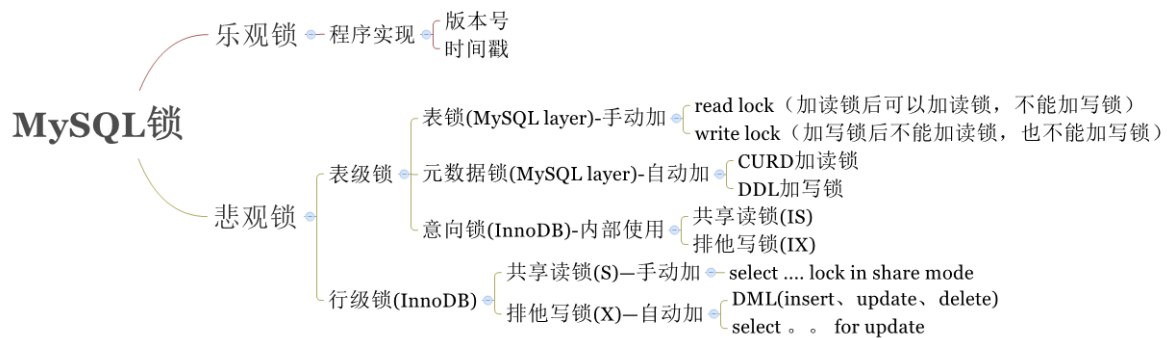 MySQL锁
乐观锁
程序实现
版本号
时间戳
悲观锁
表级锁
表锁(MySQL layer)-手动加
read lock（加读锁后可以加读锁，不能加写锁）
write lock（加写锁后不能加读锁，也不能加写锁）
元数据锁(MySQL layer)-自动加
CURD加读锁
DDL加写锁
意向锁(InnoDB)-内部使用
共享读锁(IS)
排他写锁(IX)
行级锁(InnoDB)
共享读锁(S)—手动加
select .... lock in share mode
排他写锁(X)—自动加
DML(insert、update、delete)
select 。。 for update